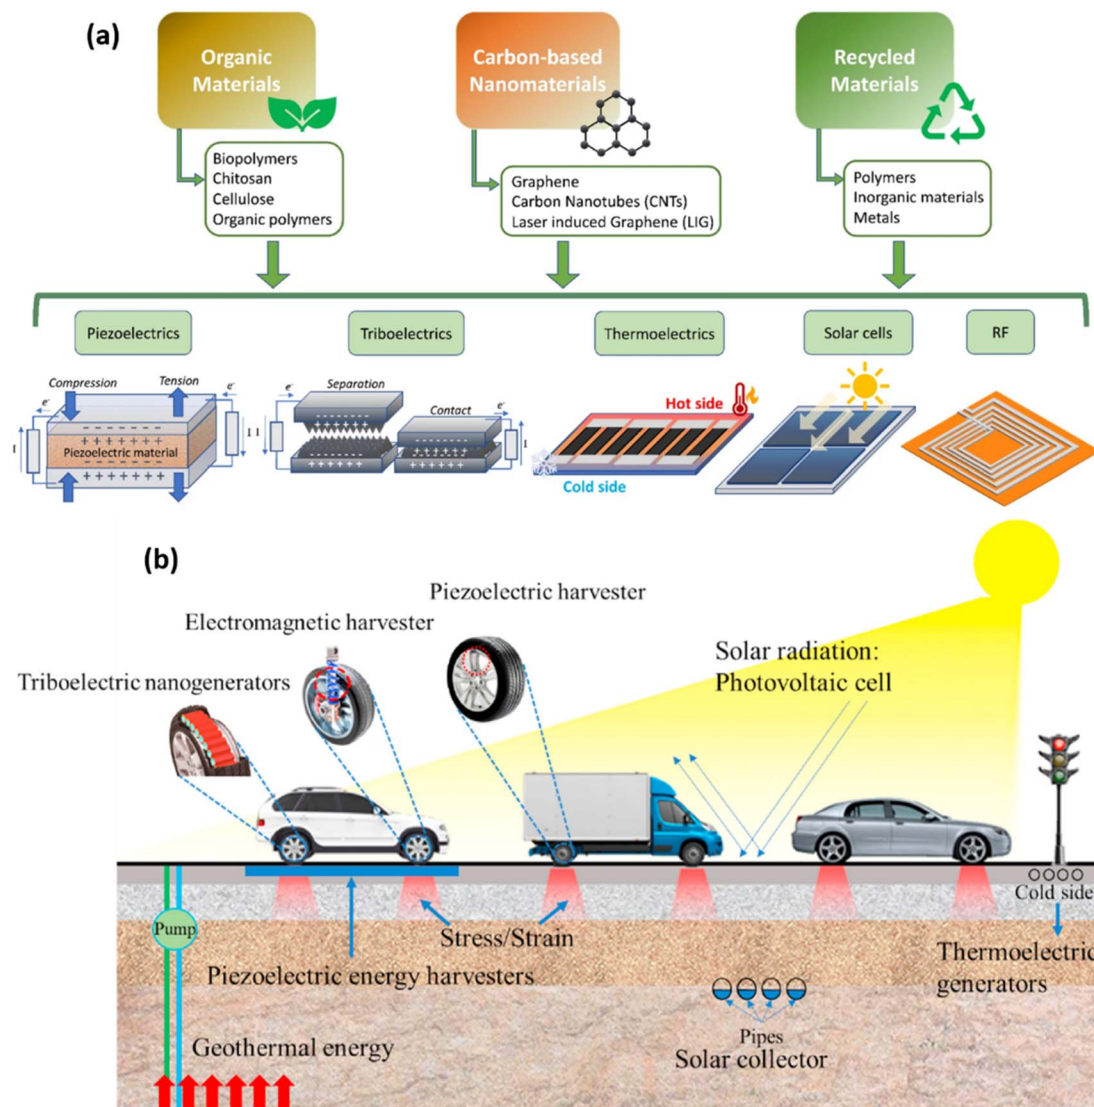 (a)
Organic
Materials
Biopolymers
Chitosan
Cellulose
Organic polymers
Carbon-based
Nanomaterials
Graphene
Carbon Nanotubes (CNTs)
Laser induced Graphene (LIG)
Recycled
Materials
Polymers
Inorganic materials
Metals
Piezoelectrics
Triboelectrics
Thermoelectrics
Solar cells
RF
Compression
Tension
e-
e-
I
I
- - - - - - -
+ + + + + + +
Piezoelectric material
- - - - - - -
+ + + + + + +
Separation
Contact
e-
e-
I
I
- - - - - -
+ + + + + +
- - - - - -
+ + + + + +
- - - - - -
+ + + + + +
Hot side
Cold side
(b)
Piezoelectric harvester
Electromagnetic harvester
Triboelectric nanogenerators
Solar radiation:
Photovoltaic cell
Cold side
Pump
Stress/Strain
Piezoelectric energy harvesters
Thermoelectric
generators
Pipes
Solar collector
Geothermal energy